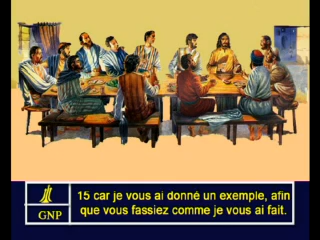 15 car je vous ai donné un exemple, afin
que vous fassiez comme je vous ai fait.
GNP